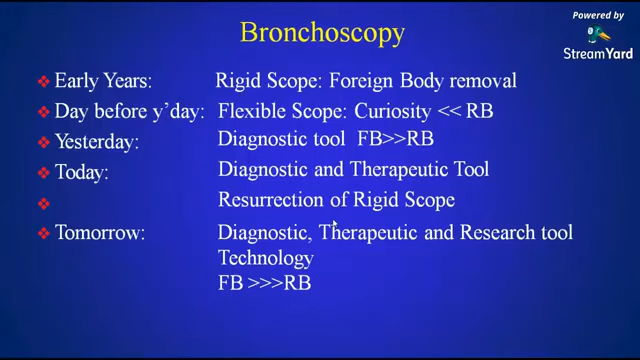 Powered by
StreamYard
Bronchoscopy
❖ Early Years: Rigid Scope: Foreign Body removal
❖ Day before y’day: Flexible Scope: Curiosity << RB
❖ Yesterday: Diagnostic tool FB>>RB
❖ Today: Diagnostic and Therapeutic Tool
❖ Resurrection of Rigid Scope
❖ Tomorrow: Diagnostic, Therapeutic and Research tool
Technology
FB >>>RB